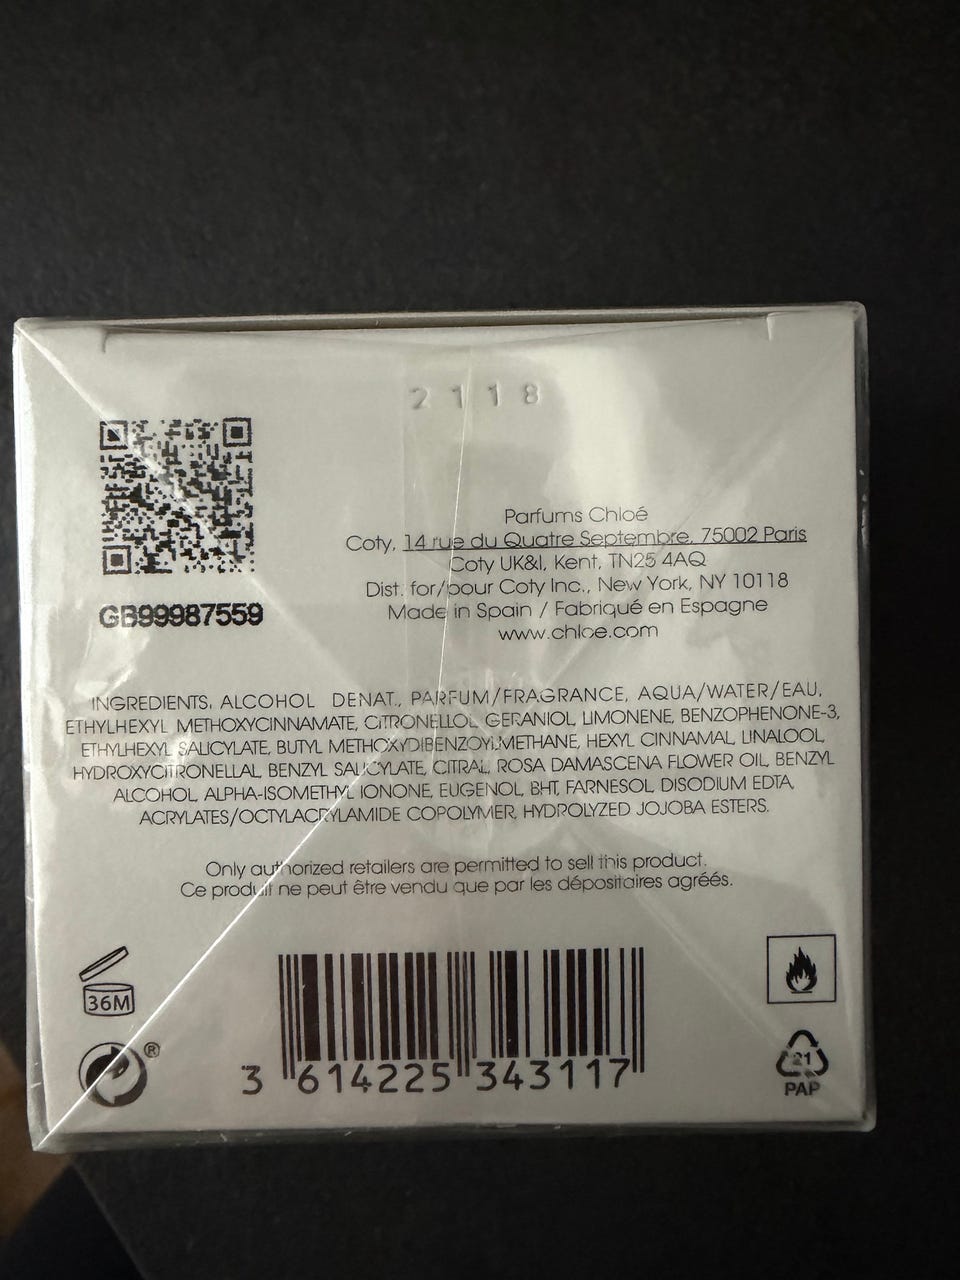 2118
GB99987559
Parfums Chloé
Coty, 14 rue du Quatre Septembre, 75002 Paris
Coty UK&I, Kent, TN25 4AQ
Dist. for/pour Coty Inc., New York, NY 10118
Made in Spain / Fabriqué en Espagne
www.chloe.com
INGREDIENTS, ALCOHOL DENAT., PARFUM/FRAGRANCE, AQUA/WATER/EAU,
ETHYLHEXYL METHOXYCINNAMATE, CITRONELLOL, GERANIOL, LIMONENE, BENZOPHENONE-3,
ETHYLHEXYL SALICYLATE, BUTYL METHOXYDIBENZOYLMETHANE, HEXYL CINNAMAL, LINALOOL,
HYDROXYCITRONELLAL, BENZYL SALICYLATE, CITRAL, ROSA DAMASCENA FLOWER OIL, BENZYL
ALCOHOL, ALPHA-ISOMETHYL IONONE, EUGENOL, BHT, FARNESOL, DISODIUM EDTA,
ACRYLATES/OCTYLACRYLAMIDE COPOLYMER, HYDROLYZED JOJOBA ESTERS.
Only authorized retailers are permitted to sell this product.
Ce produit ne peut être vendu que par les dépositaires agréés.
36M
®
3 614225 343117
21
PAP